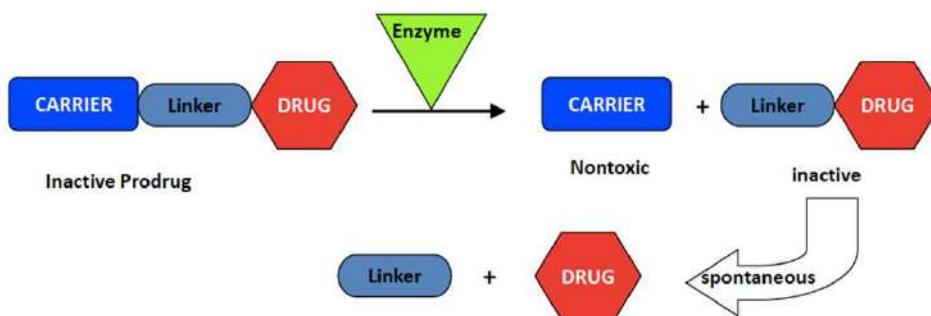 Enzyme
CARRIER Linker DRUG CARRIER + Linker DRUG
Inactive Prodrug Nontoxic inactive
Linker + DRUG spontaneous